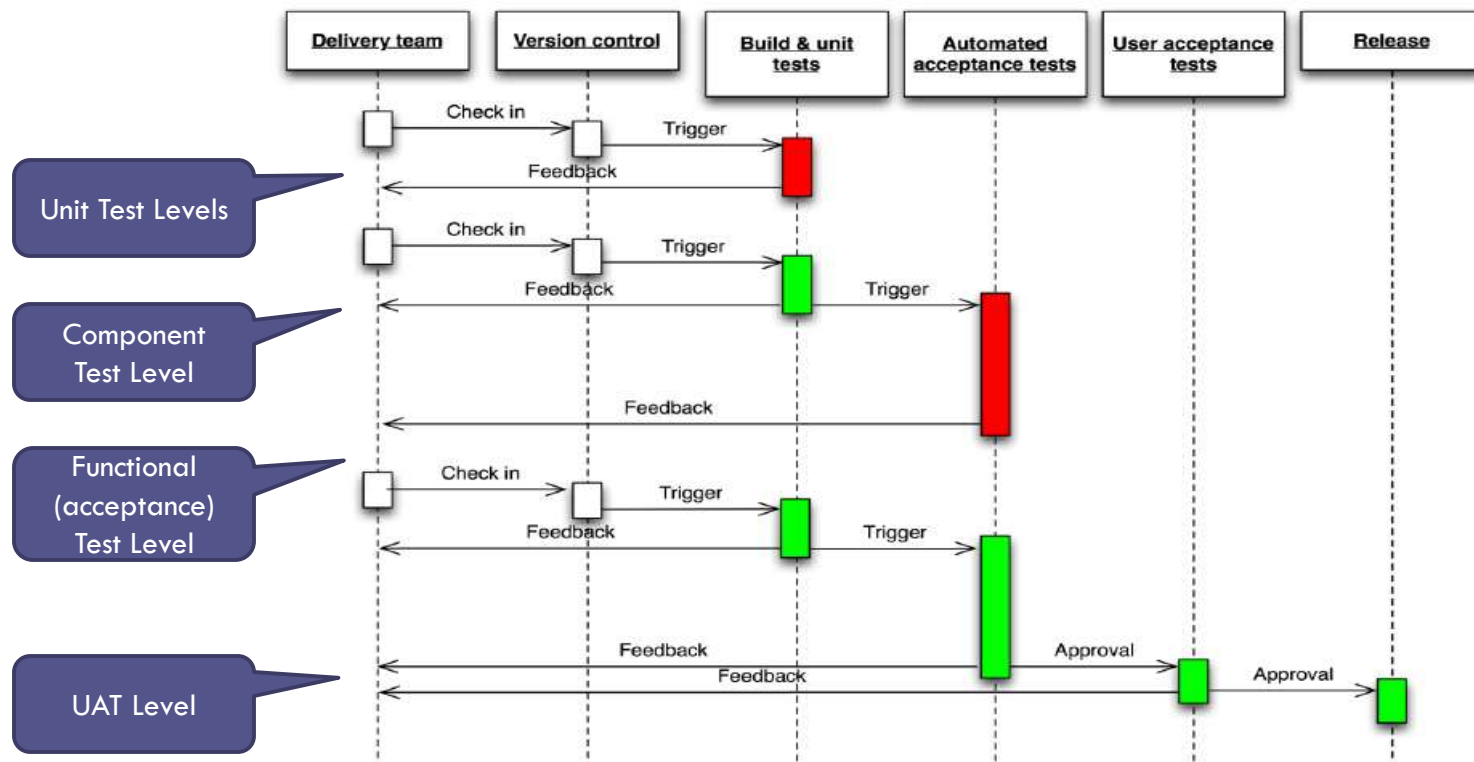 Delivery team
Version control
Build & unit
tests
Automated
acceptance tests
User acceptance
tests
Release
Check in
Trigger
Feedback
Unit Test Levels
Check in
Trigger
Feedback
Trigger
Component
Test Level
Feedback
Functional
(acceptance)
Test Level
Check in
Trigger
Feedback
Trigger
Feedback
Approval
Feedback
Approval
UAT Level